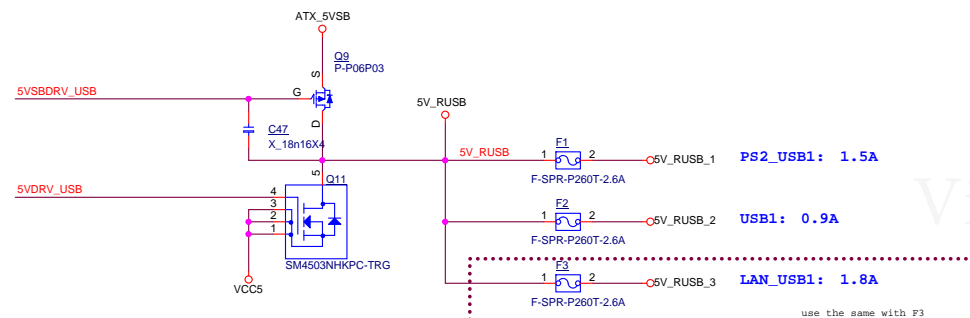 ATX_5VSB
Q9
P-P06P03
S
5VSBDRV_USB
G
D
C47
X_18n16X4
5V_RUSB
5V_RUSB
F1
1 2
5V_RUSB_1
PS2_USB1: 1.5A
F-SPR-P260T-2.6A
5
Q11
5VDRV_USB
4
3
2
1
SM4503NHKPC-TRG
VCC5
F2
1 2
5V_RUSB_2
USB1: 0.9A
F-SPR-P260T-2.6A
F3
1 2
5V_RUSB_3
LAN_USB1: 1.8A
F-SPR-P260T-2.6A
use the same with F3